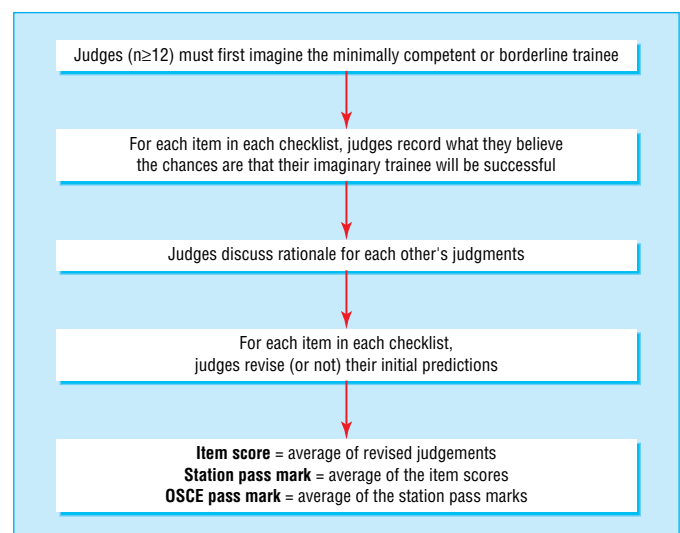 Judges (n≥12) must first imagine the minimally competent or borderline trainee
For each item in each checklist, judges record what they believe
the chances are that their imaginary trainee will be successful
Judges discuss rationale for each other's judgments
For each item in each checklist,
judges revise (or not) their initial predictions
Item score = average of revised judgements
Station pass mark = average of the item scores
OSCE pass mark = average of the station pass marks